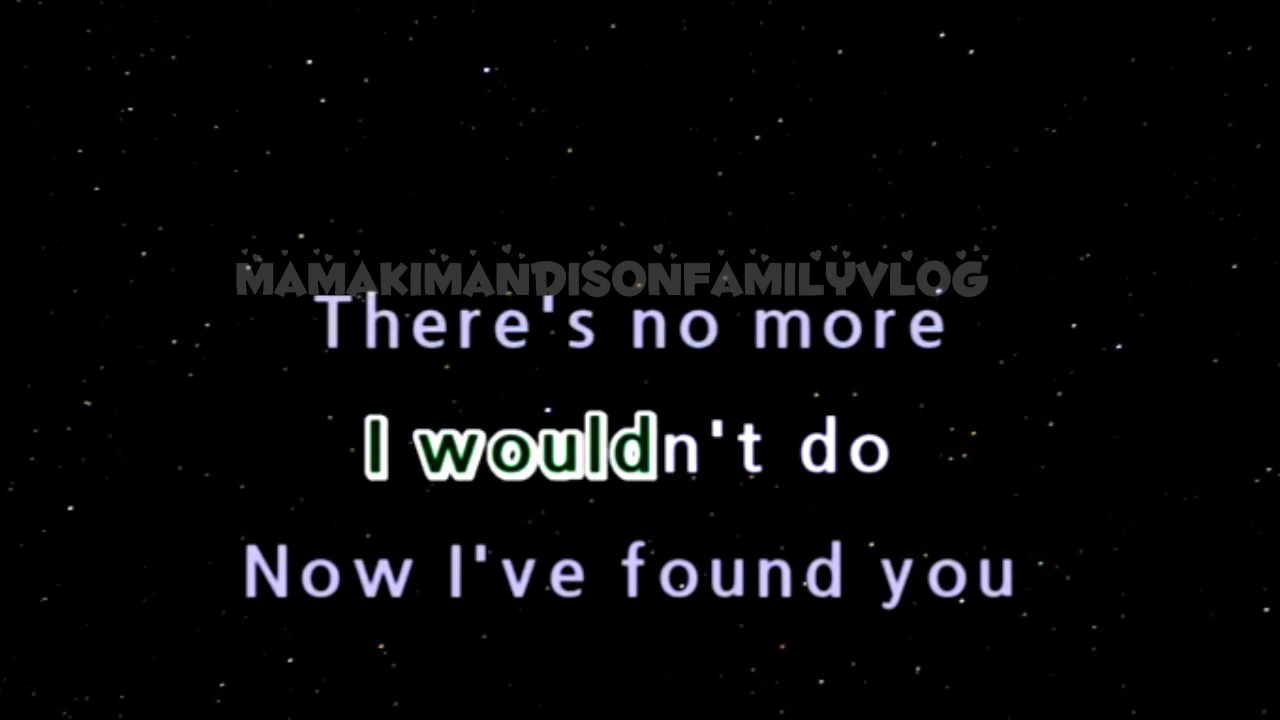 MAMAKIMANDISONFAMILYVLOG
There's no more
I wouldn't do
Now I've found you